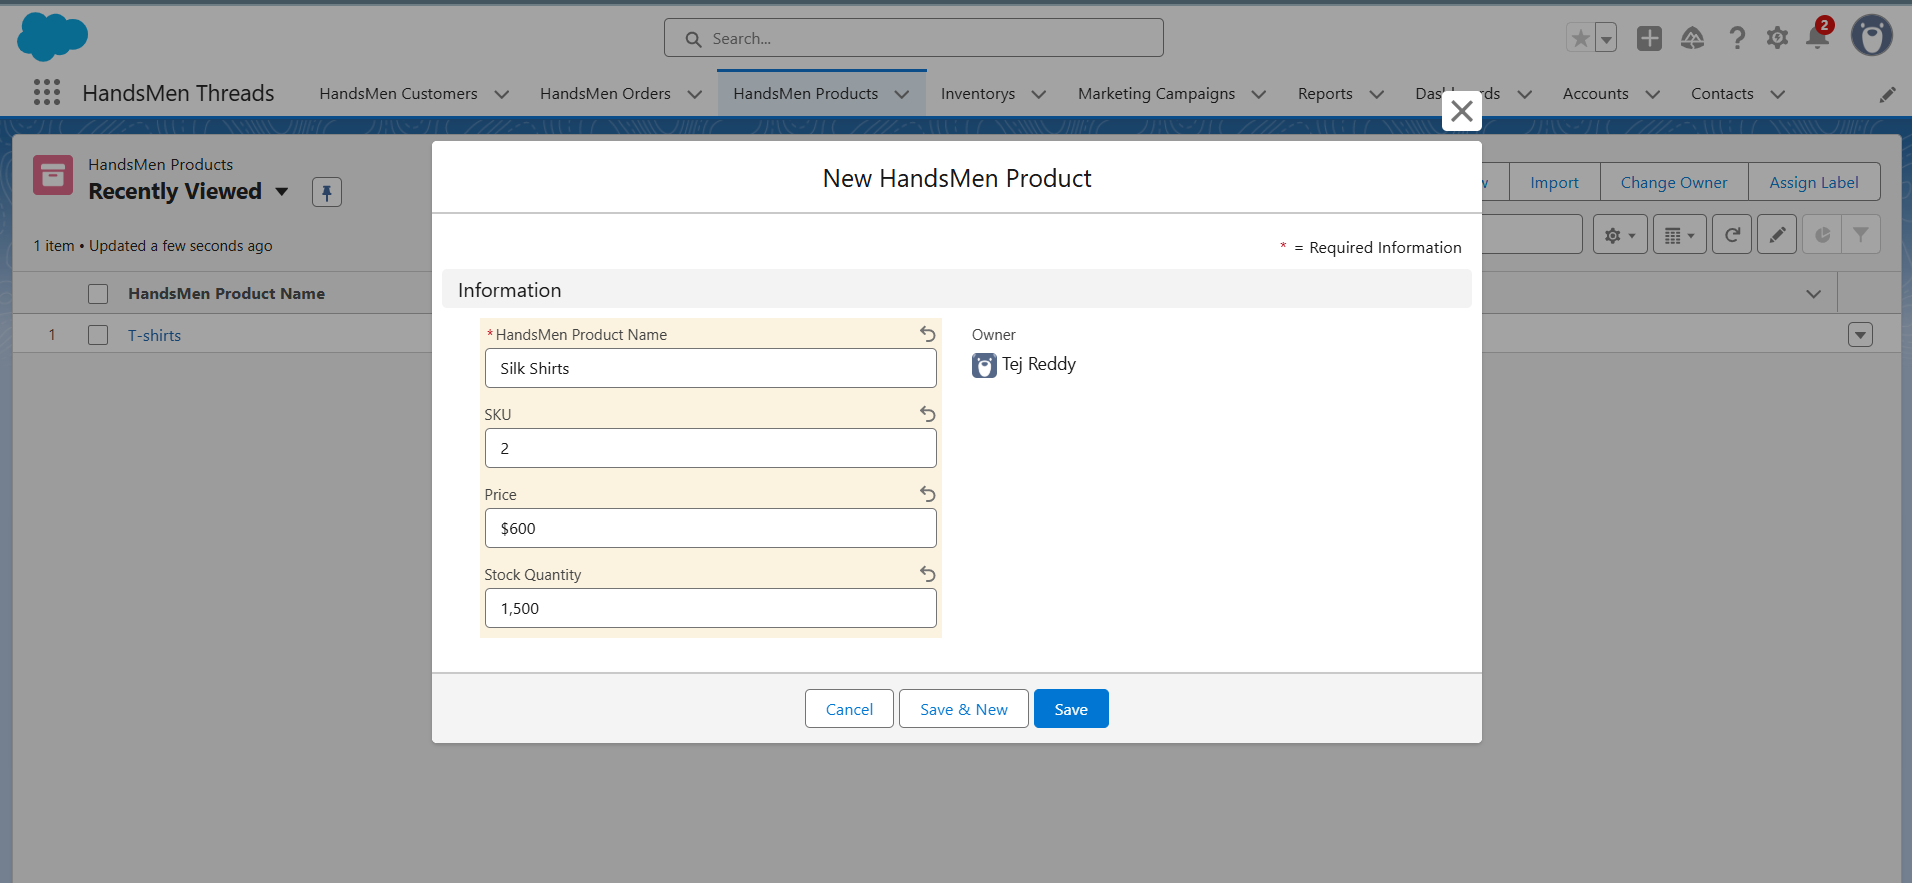 Search...
2
HandsMen Threads
HandsMen Customers
HandsMen Orders
HandsMen Products
Inventorys
Marketing Campaigns
Reports
Accounts
Contacts
HandsMen Products
Recently Viewed
Import
Change Owner
Assign Label
1 item • Updated a few seconds ago
HandsMen Product Name
1
T-shirts
New HandsMen Product
* = Required Information
Information
*HandsMen Product Name
Silk Shirts
SKU
2
Price
$600
Stock Quantity
1,500
Owner
Tej Reddy
Cancel
Save & New
Save